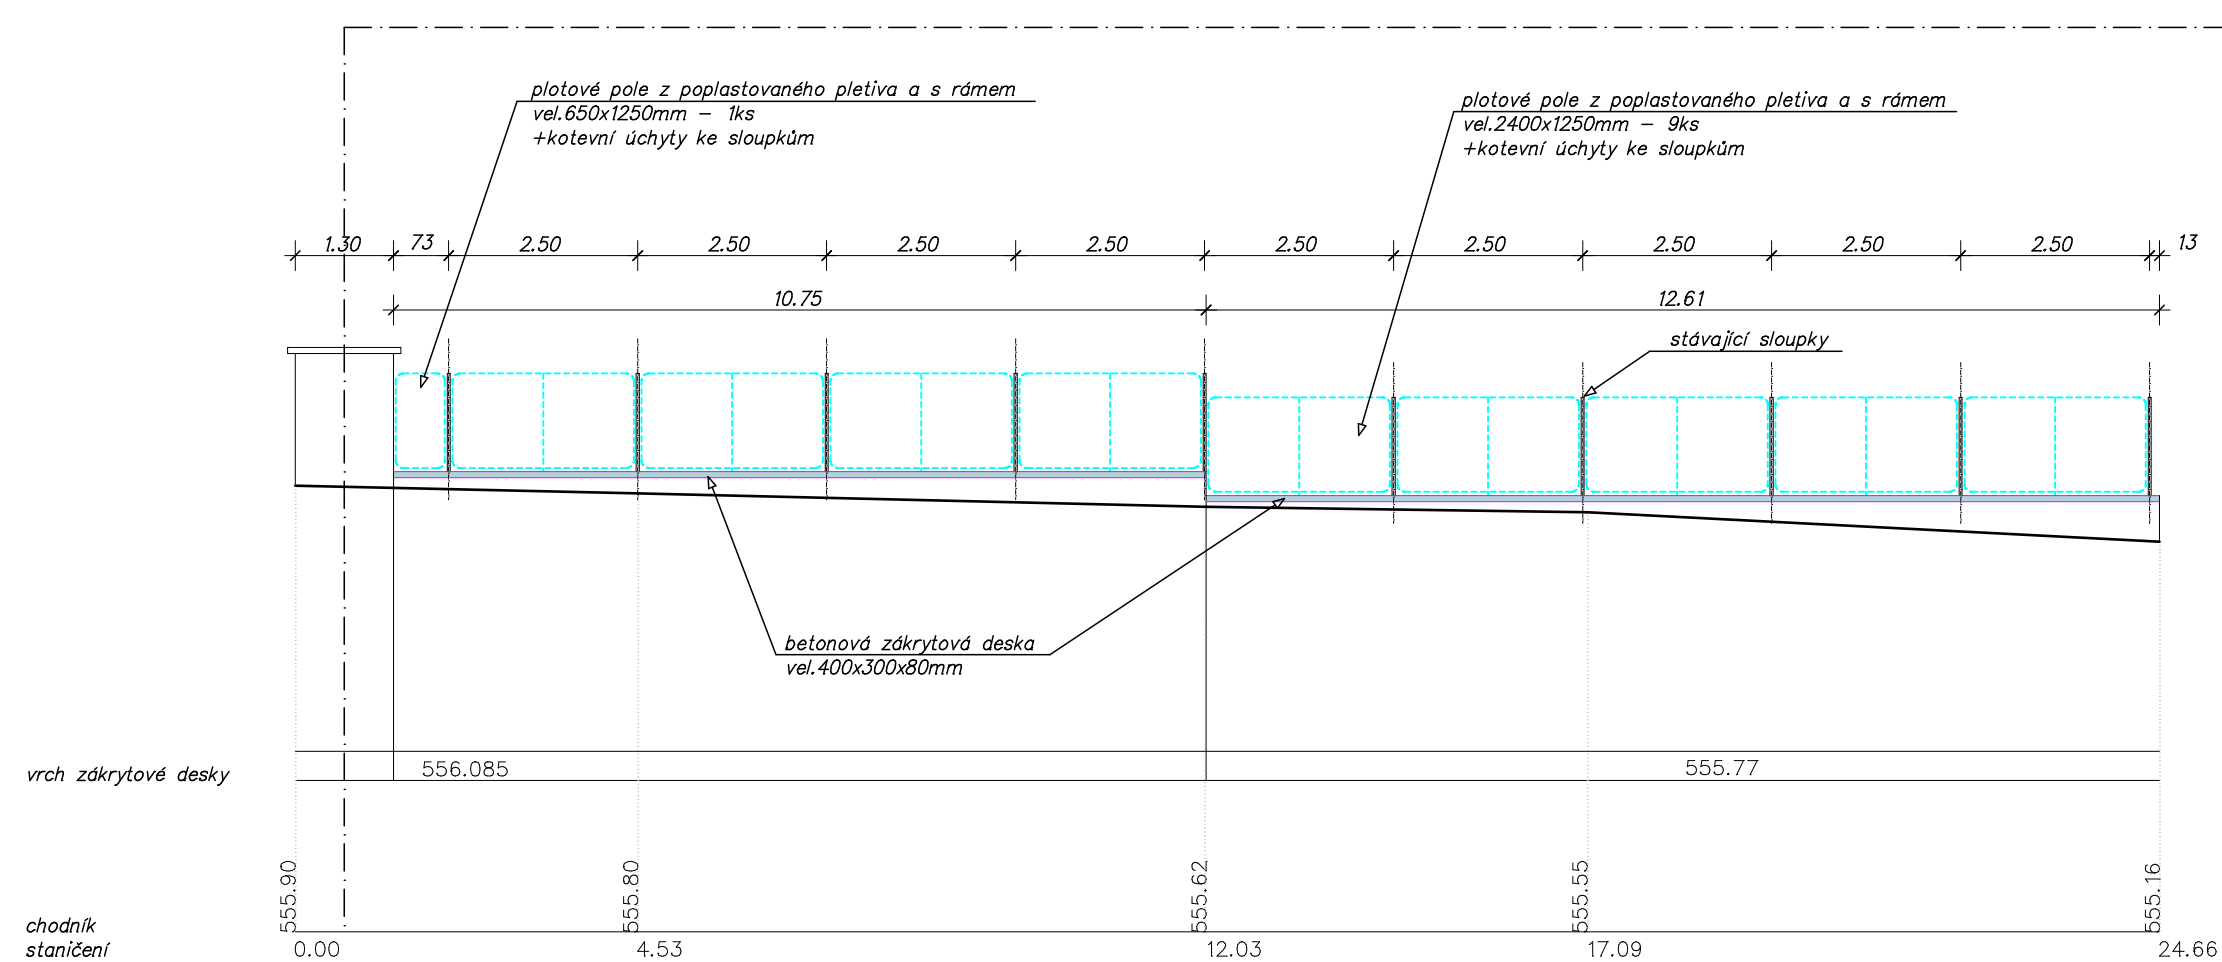 plotové pole z poplastovaného pletiva a s rámem
vel.650x1250mm – 1ks
+kotevní úchyty ke sloupkům
plotové pole z poplastovaného pletiva a s rámem
vel.2400x1250mm – 9ks
+kotevní úchyty ke sloupkům
1.30 73 2.50 2.50 2.50 2.50 2.50 2.50 2.50 2.50 2.50 13
10.75 12.61
stávající sloupky
betonová zákrytová deska
vel.400x300x80mm
vrch zákrytové desky 556.085 555.77
chodník 555.90 555.80 555.62 555.55 555.16
staničení 0.00 4.53 12.03 17.09 24.66